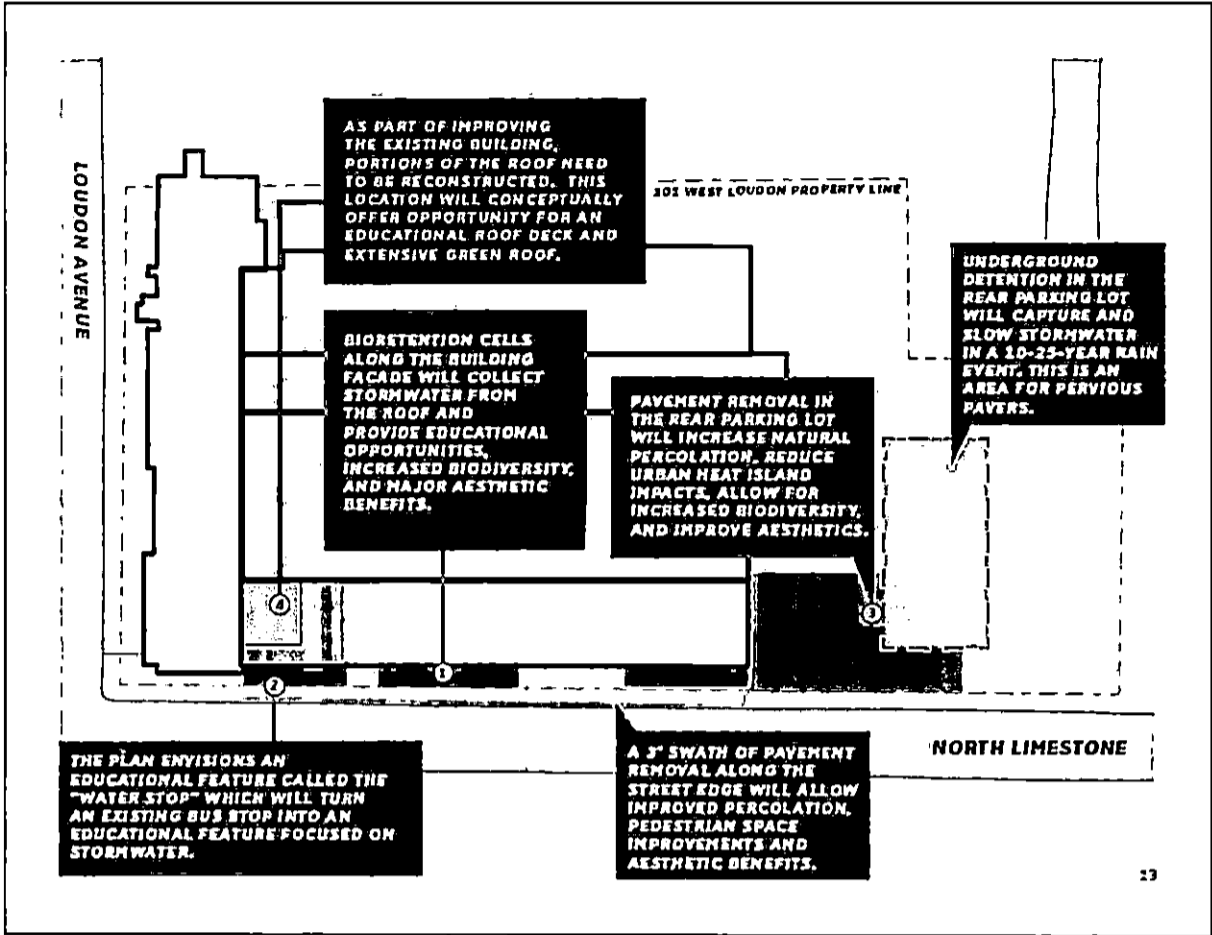 LOUDON AVENUE
AS PART OF IMPROVING
THE EXISTING BUILDING,
PORTIONS OF THE ROOF NEED
TO BE RECONSTRUCTED. THIS
LOCATION WILL CONCEPTUALLY
OFFER OPPORTUNITY FOR AN
EDUCATIONAL ROOF DECK AND
EXTENSIVE GREEN ROOF.
101 WEST LOUDON PROPERTY LINE
UNDERGROUND
DETENTION IN THE
REAR PARKING LOT
WILL CAPTURE AND
SLOW STORMWATER
IN A 10-25-YEAR RAIN
EVENT. THIS IS AN
AREA FOR PERVIOUS
PAVERS.
BIORETENTION CELLS
ALONG THE BUILDING
FACADE WILL COLLECT
STORMWATER FROM
THE ROOF AND
PROVIDE EDUCATIONAL
OPPORTUNITIES,
INCREASED BIODIVERSITY,
AND MAJOR AESTHETIC
BENEFITS.
PAVEMENT REMOVAL IN
THE REAR PARKING LOT
WILL INCREASE NATURAL
PERCOLATION, REDUCE
URBAN HEAT ISLAND
IMPACTS, ALLOW FOR
INCREASED BIODIVERSITY,
AND IMPROVE AESTHETICS.
4
3
1
2
THE PLAN ENVISIONS AN
EDUCATIONAL FEATURE CALLED THE
"WATER STOP" WHICH WILL TURN
AN EXISTING BUS STOP INTO AN
EDUCATIONAL FEATURE FOCUSED ON
STORMWATER.
A 3' SWATH OF PAVEMENT
REMOVAL ALONG THE
STREET EDGE WILL ALLOW
IMPROVED PERCOLATION,
PEDESTRIAN SPACE
IMPROVEMENTS AND
AESTHETIC BENEFITS.
NORTH LIMESTONE
13